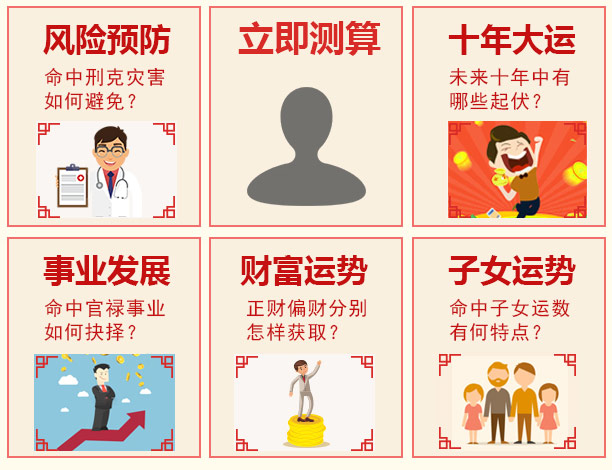 风险预防
命中刑克灾害
如何避免？
立即测算
十年大运
未来十年中有
哪些起伏？
事业发展
命中官禄事业
如何抉择？
财富运势
正财偏财分别
怎样获取？
子女运势
命中子女运数
有何特点？